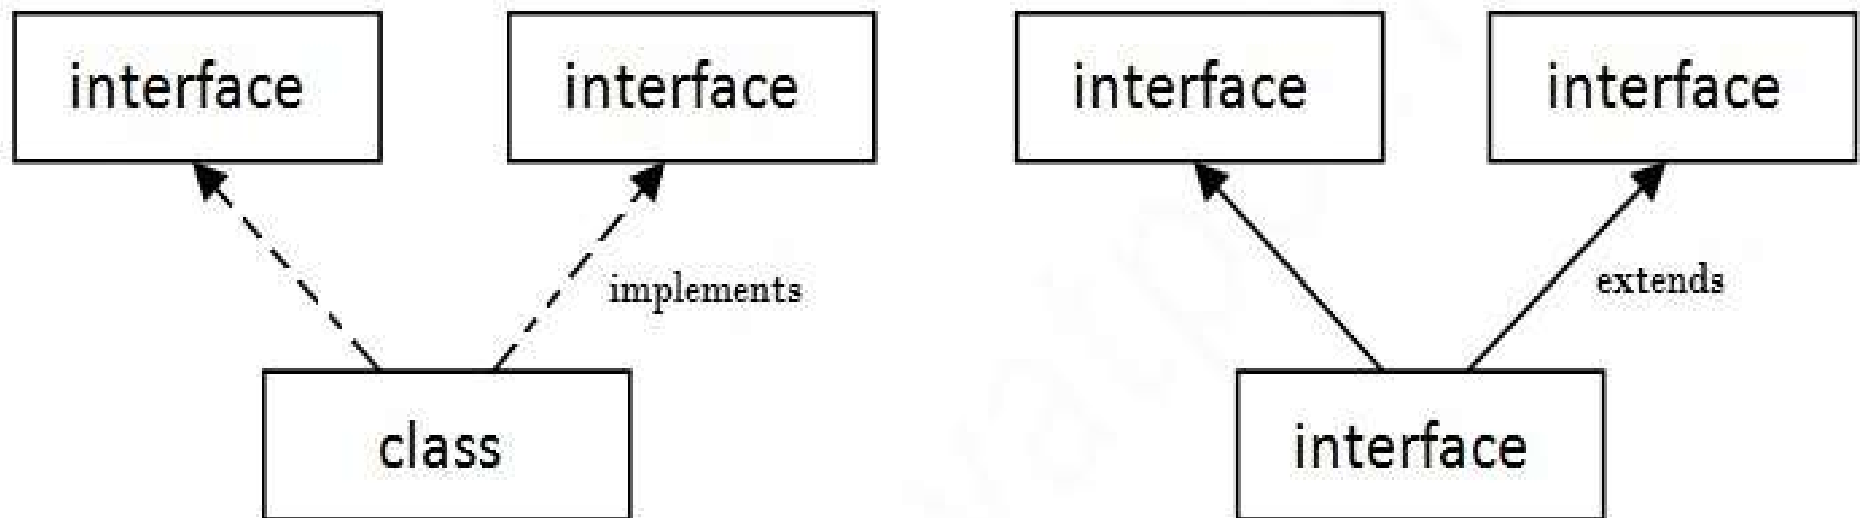 interface
interface
interface
interface
implements
extends
class
interface